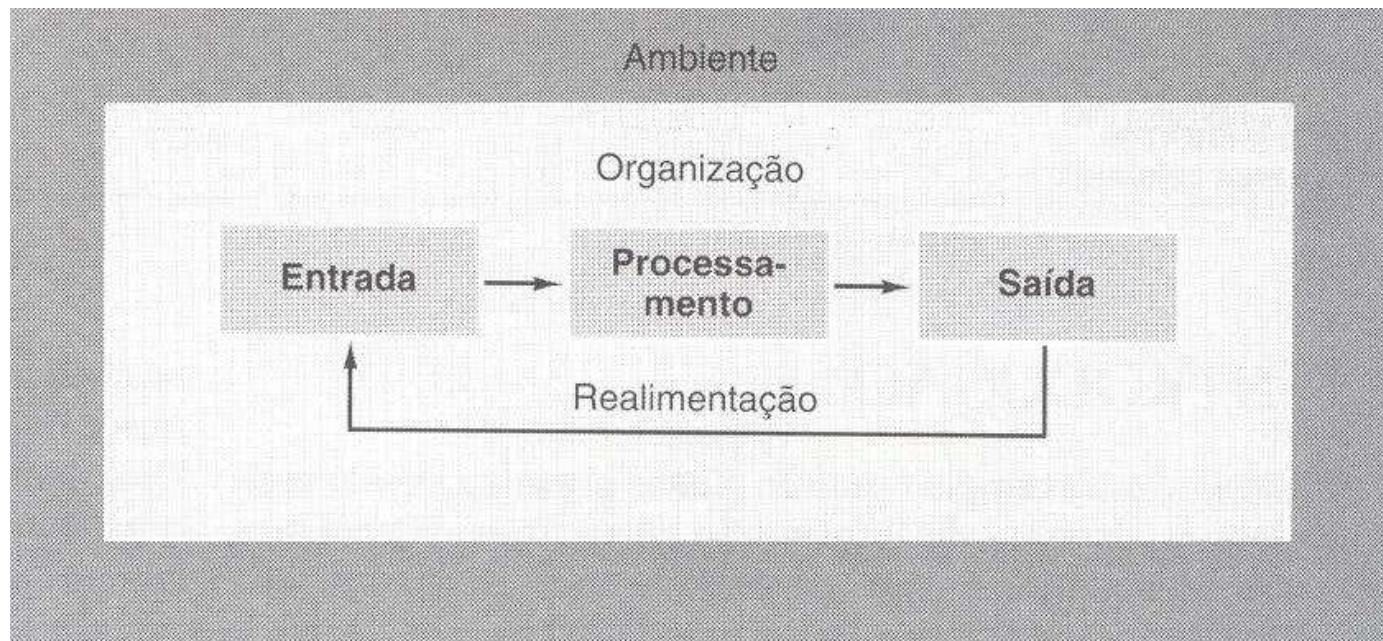 Ambiente
Organização
Entrada
Processa-
mento
Saída
Realimentação